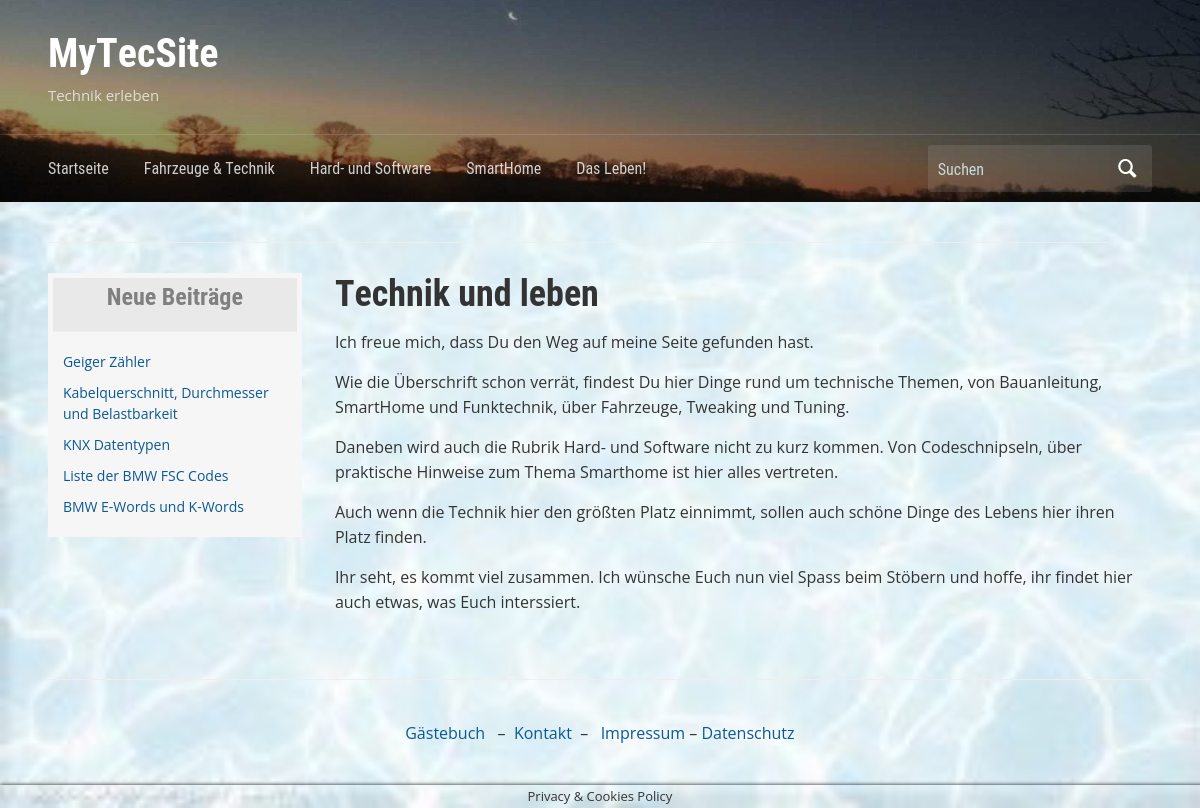 MyTecSite
Technik erleben
Startseite
Fahrzeuge & Technik
Hard- und Software
SmartHome
Das Leben!
Suchen
Neue Beiträge
Geiger Zähler
Kabelquerschnitt, Durchmesser
und Belastbarkeit
KNX Datentypen
Liste der BMW FSC Codes
BMW E-Words und K-Words
Technik und leben
Ich freue mich, dass Du den Weg auf meine Seite gefunden hast.
Wie die Überschrift schon verrät, findest Du hier Dinge rund um technische Themen, von Bauanleitung,
SmartHome und Funktechnik, über Fahrzeuge, Tweaking und Tuning.
Daneben wird auch die Rubrik Hard- und Software nicht zu kurz kommen. Von Codeschnipseln, über
praktische Hinweise zum Thema Smarthome ist hier alles vertreten.
Auch wenn die Technik hier den größten Platz einnimmt, sollen auch schöne Dinge des Lebens hier ihren
Platz finden.
Ihr seht, es kommt viel zusammen. Ich wünsche Euch nun viel Spass beim Stöbern und hoffe, ihr findet hier
auch etwas, was Euch interssiert.
Gästebuch – Kontakt – Impressum – Datenschutz
Privacy & Cookies Policy